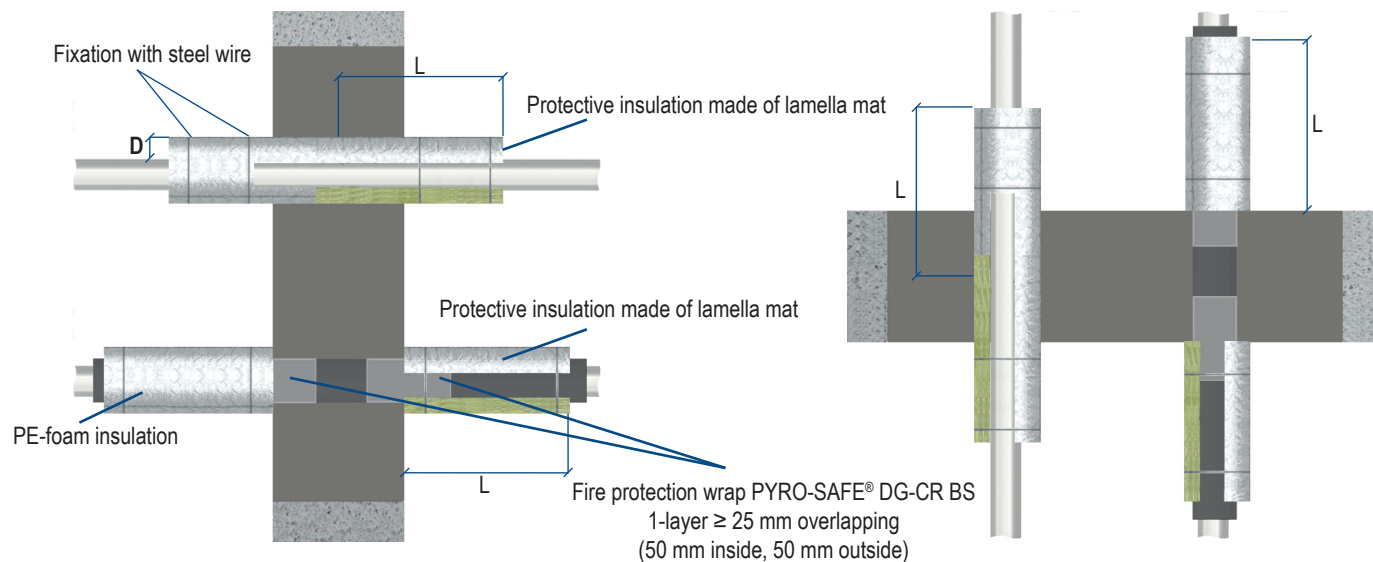 Fixation with steel wire
L
Protective insulation made of lamella mat
D
L
L
Protective insulation made of lamella mat
PE-foam insulation
L
Fire protection wrap PYRO-SAFE® DG-CR BS
1-layer ≥ 25 mm overlapping
(50 mm inside, 50 mm outside)